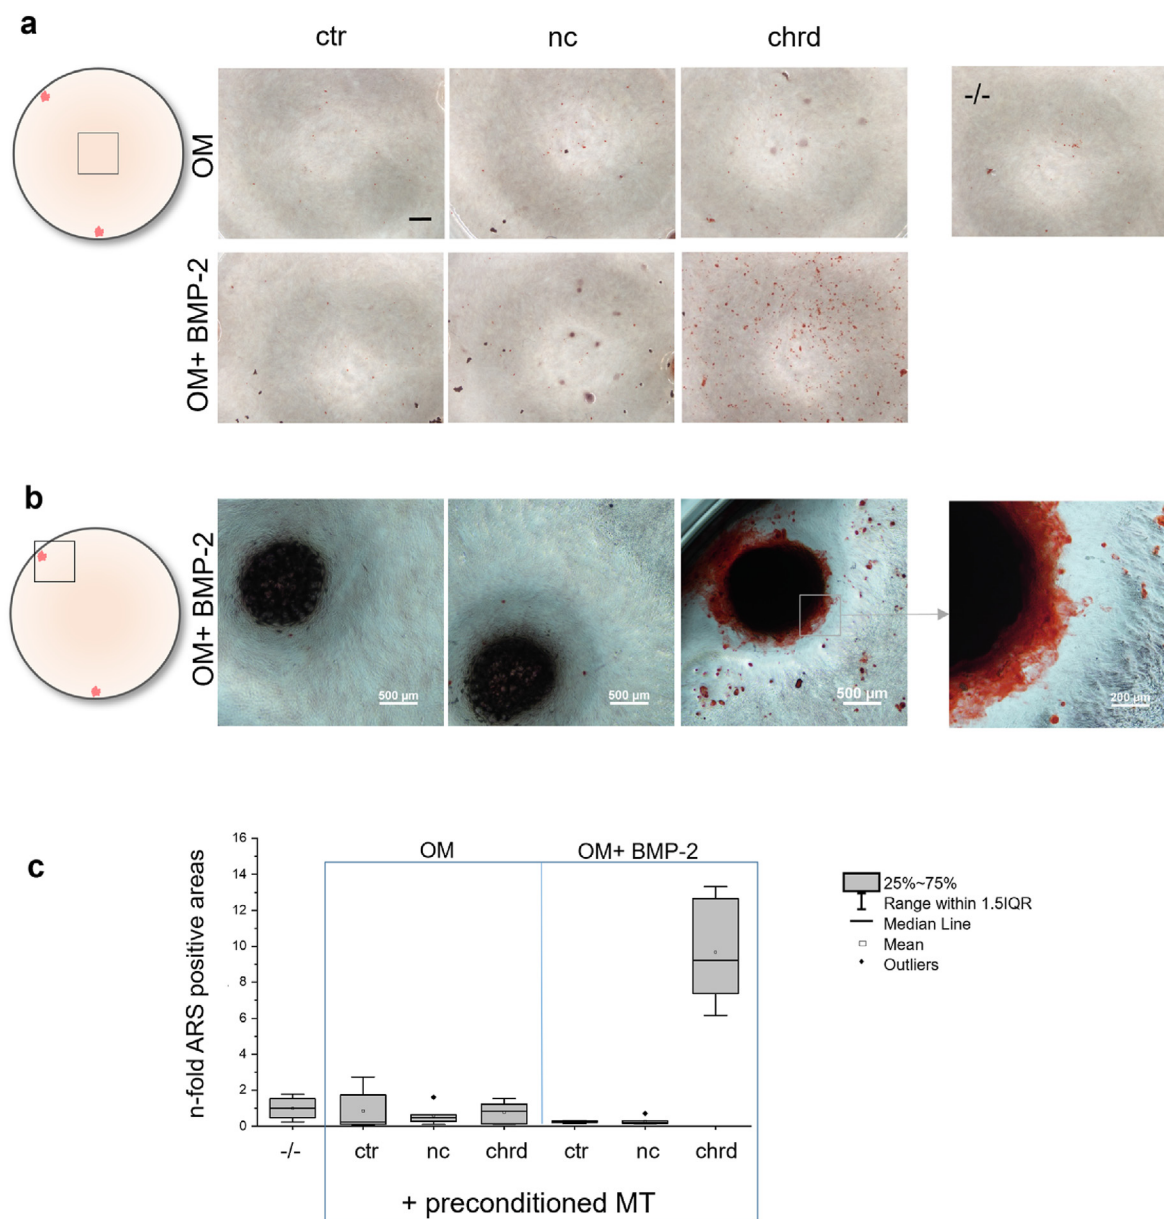 a
ctr nc chrd
OM
-/-
OM+ BMP-2
b
OM+ BMP-2
500 µm
500 µm
500 µm
200 µm
c
n-fold ARS positive areas
16
14
12
10
8
6
4
2
0
OM OM+ BMP-2
-/- ctr nc chrd ctr nc chrd
+ preconditioned MT
25%~75%
Range within 1.5IQR
Median Line
Mean
Outliers